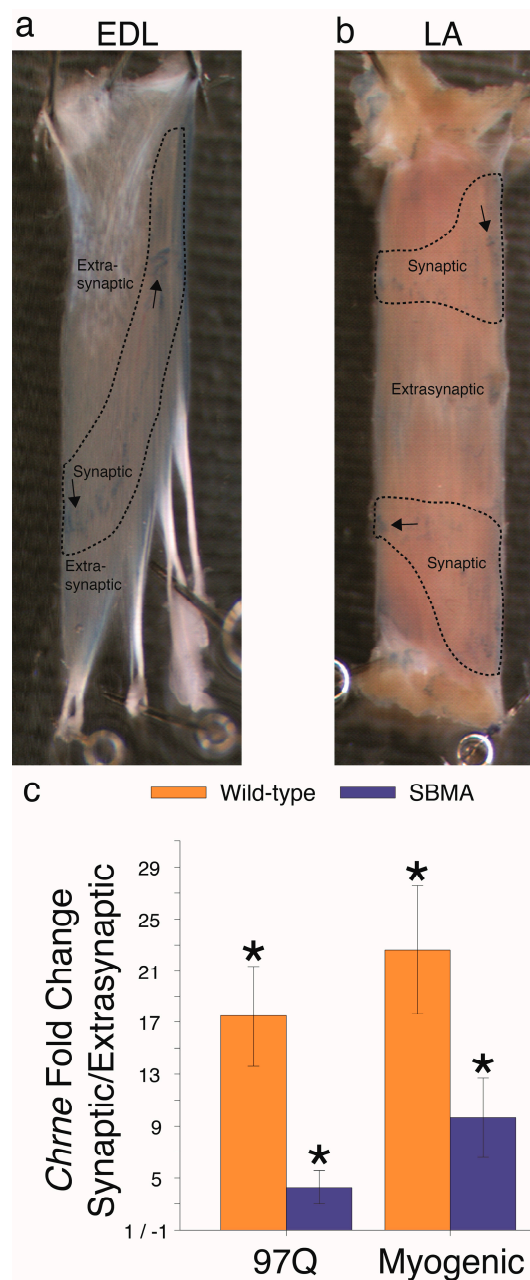 a EDL
b LA
Extra-
synaptic
Synaptic
Extra-
synaptic
Synaptic
Extrasynaptic
Synaptic
c Wild-type SBMA
Chrne Fold Change
Synaptic/Extrasynaptic
29
25
21
17
13
9
5
1 / -1
* * * *
97Q Myogenic